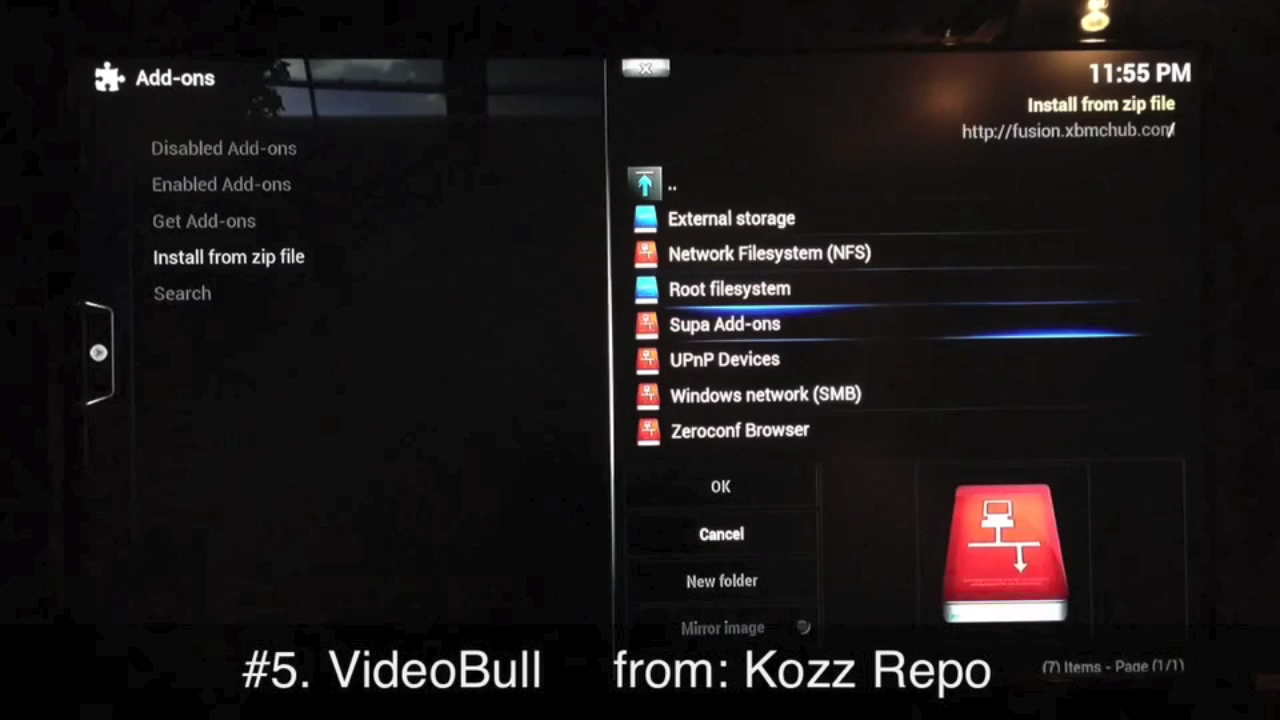 Add-ons
Disabled Add-ons
Enabled Add-ons
Get Add-ons
Install from zip file
Search
11:55 PM
Install from zip file
http://fusion.xbmchub.com/
..
External storage
Network Filesystem (NFS)
Root filesystem
Supa Add-ons
UPnP Devices
Windows network (SMB)
Zeroconf Browser
OK
Cancel
New folder
Mirror image
(7) Items - Page (1/1)
#5. VideoBull from: Kozz Repo